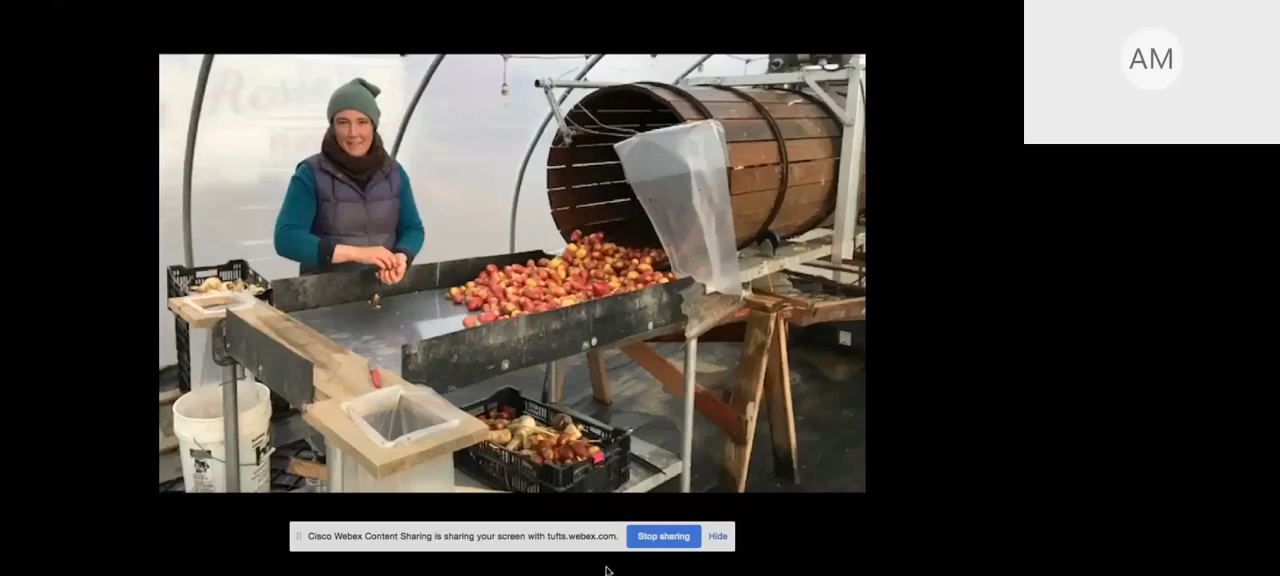 AM
Cisco Webex Content Sharing is sharing your screen with tufts.webex.com.
Stop sharing
Hide